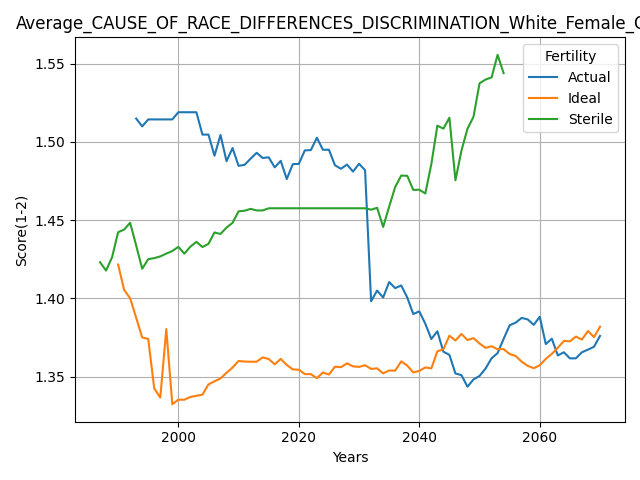 Average_CAUSE_OF_RACE_DIFFERENCES_DISCRIMINATION_White_Female_
Fertility
Actual
Ideal
Sterile
Score(1-2)
1.55
1.50
1.45
1.40
1.35
2000 2020 2040 2060
Years